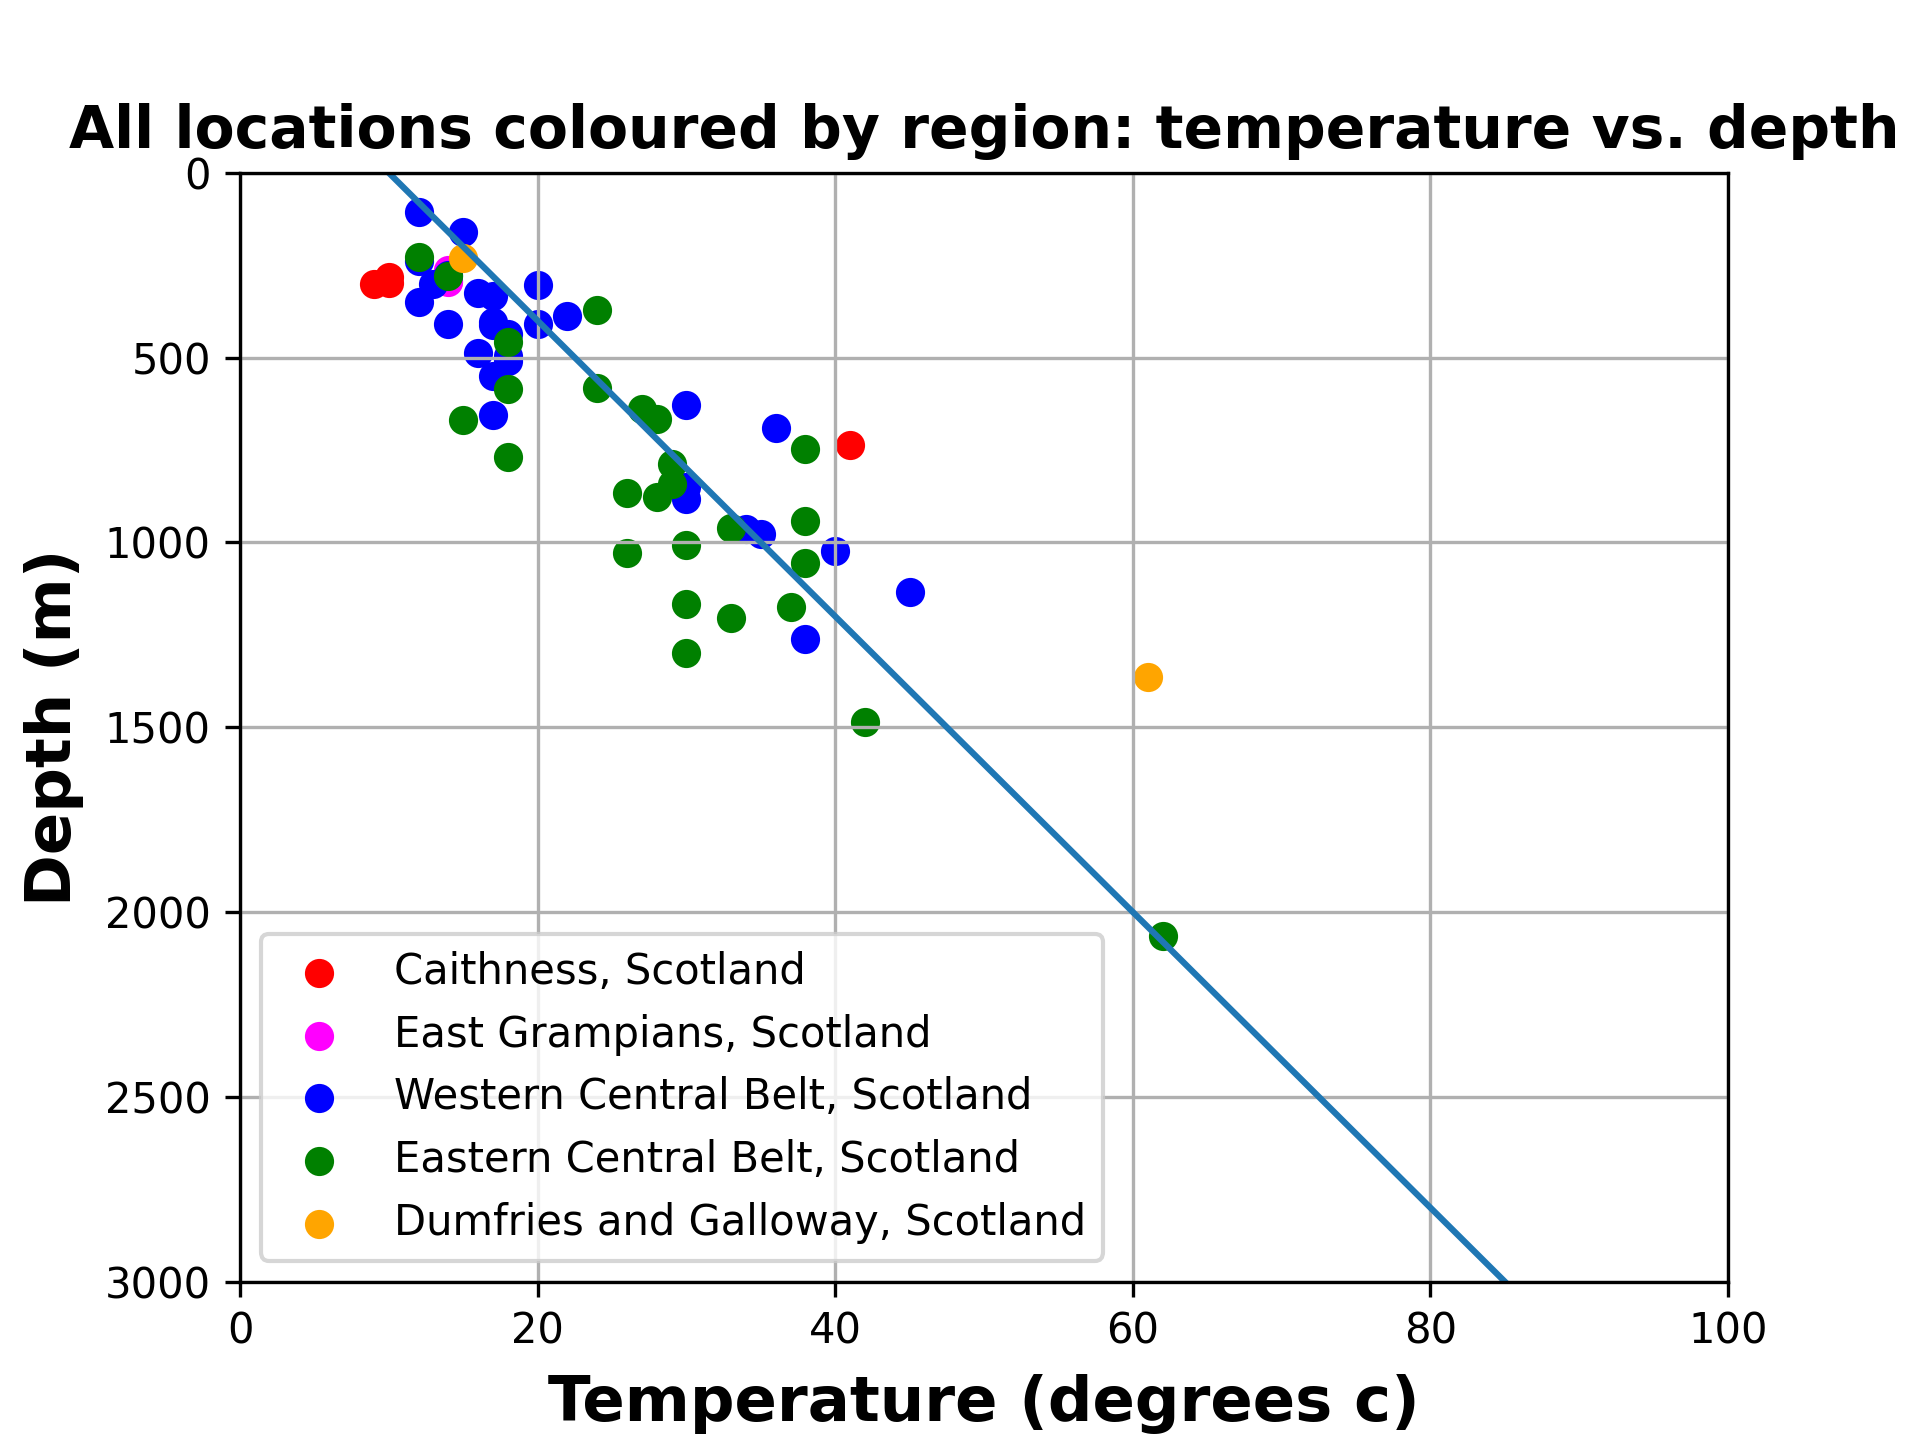 All locations coloured by region: temperature vs. depth
0
500
1000
1500
2000
2500
3000
Depth (m)
Caithness, Scotland
East Grampians, Scotland
Western Central Belt, Scotland
Eastern Central Belt, Scotland
Dumfries and Galloway, Scotland
0 20 40 60 80 100
Temperature (degrees c)